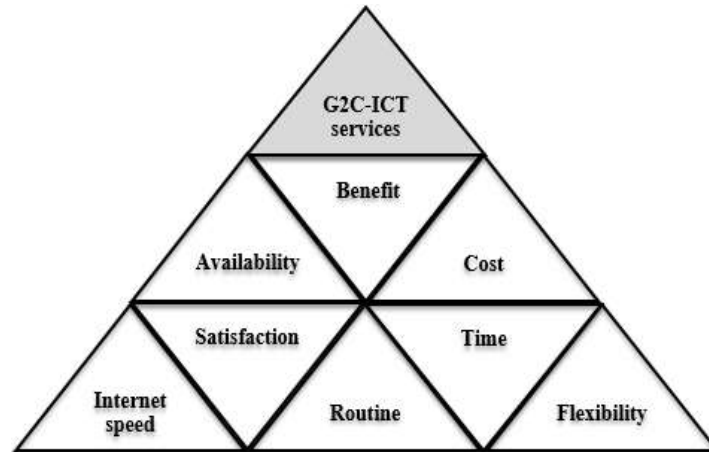 G2C-ICT
services
Benefit
Availability
Cost
Satisfaction
Time
Internet
speed
Routine
Flexibility